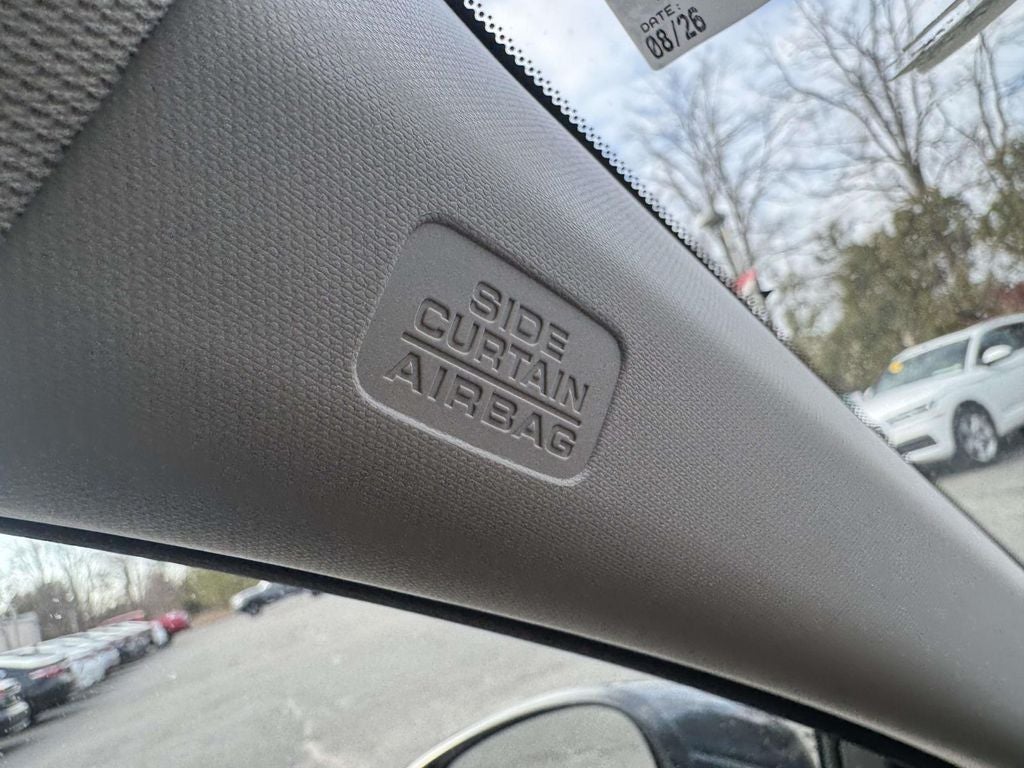 DATE:
08/26
SIDE
CURTAIN
AIRBAG